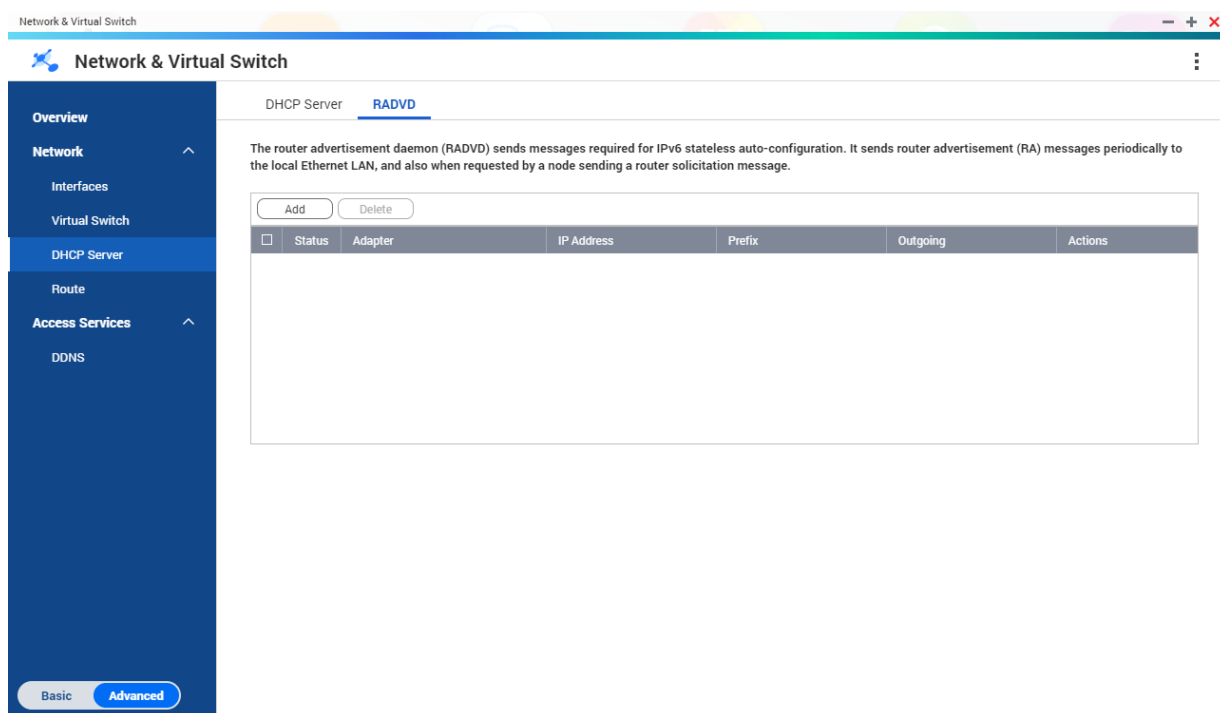 Network & Virtual Switch
Network & Virtual Switch
Overview
Network
Interfaces
Virtual Switch
DHCP Server
Route
Access Services
DDNS
Basic Advanced
DHCP Server RADVD
The router advertisement daemon (RADVD) sends messages required for IPv6 stateless auto-configuration. It sends router advertisement (RA) messages periodically to
the local Ethernet LAN, and also when requested by a node sending a router solicitation message.
Add Delete
Status Adapter IP Address Prefix Outgoing Actions